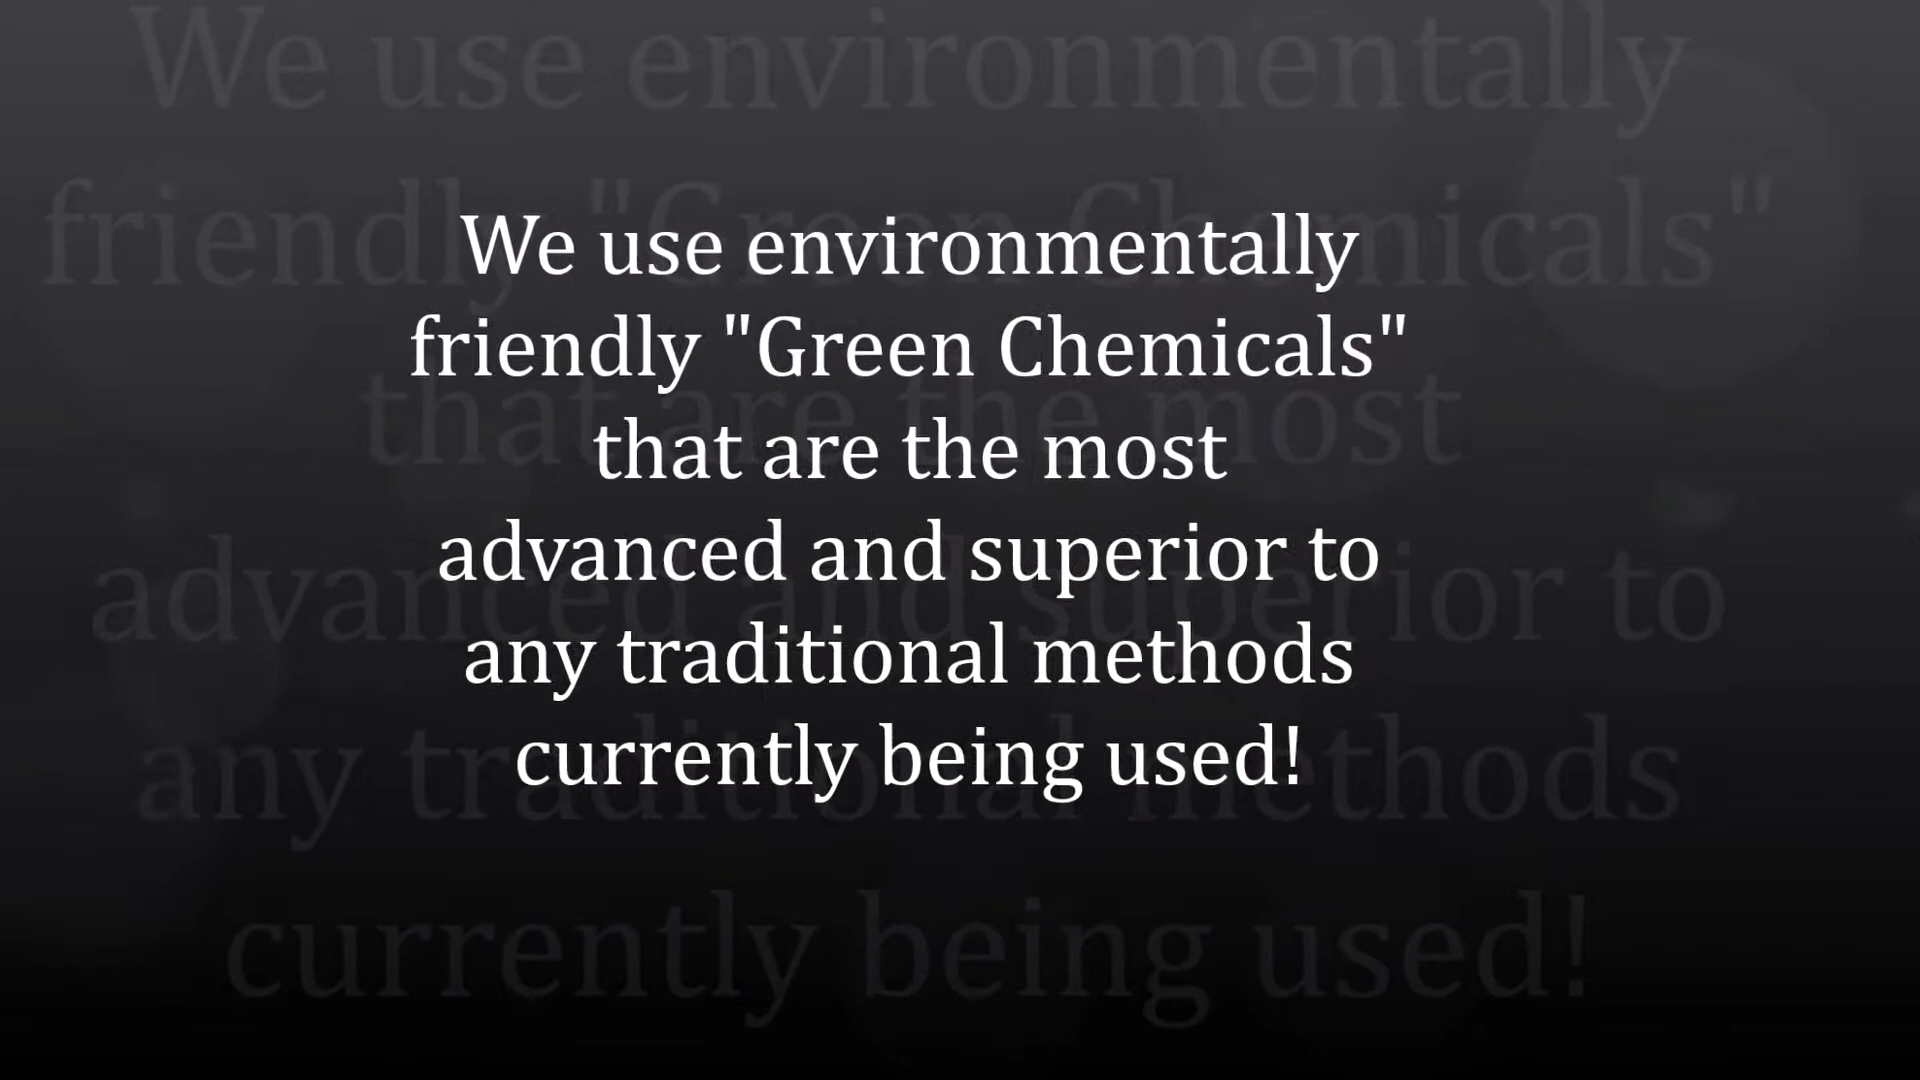 We use environmentally
friendly "Green Chemicals"
that are the most
advanced and superior to
any traditional methods
currently being used!